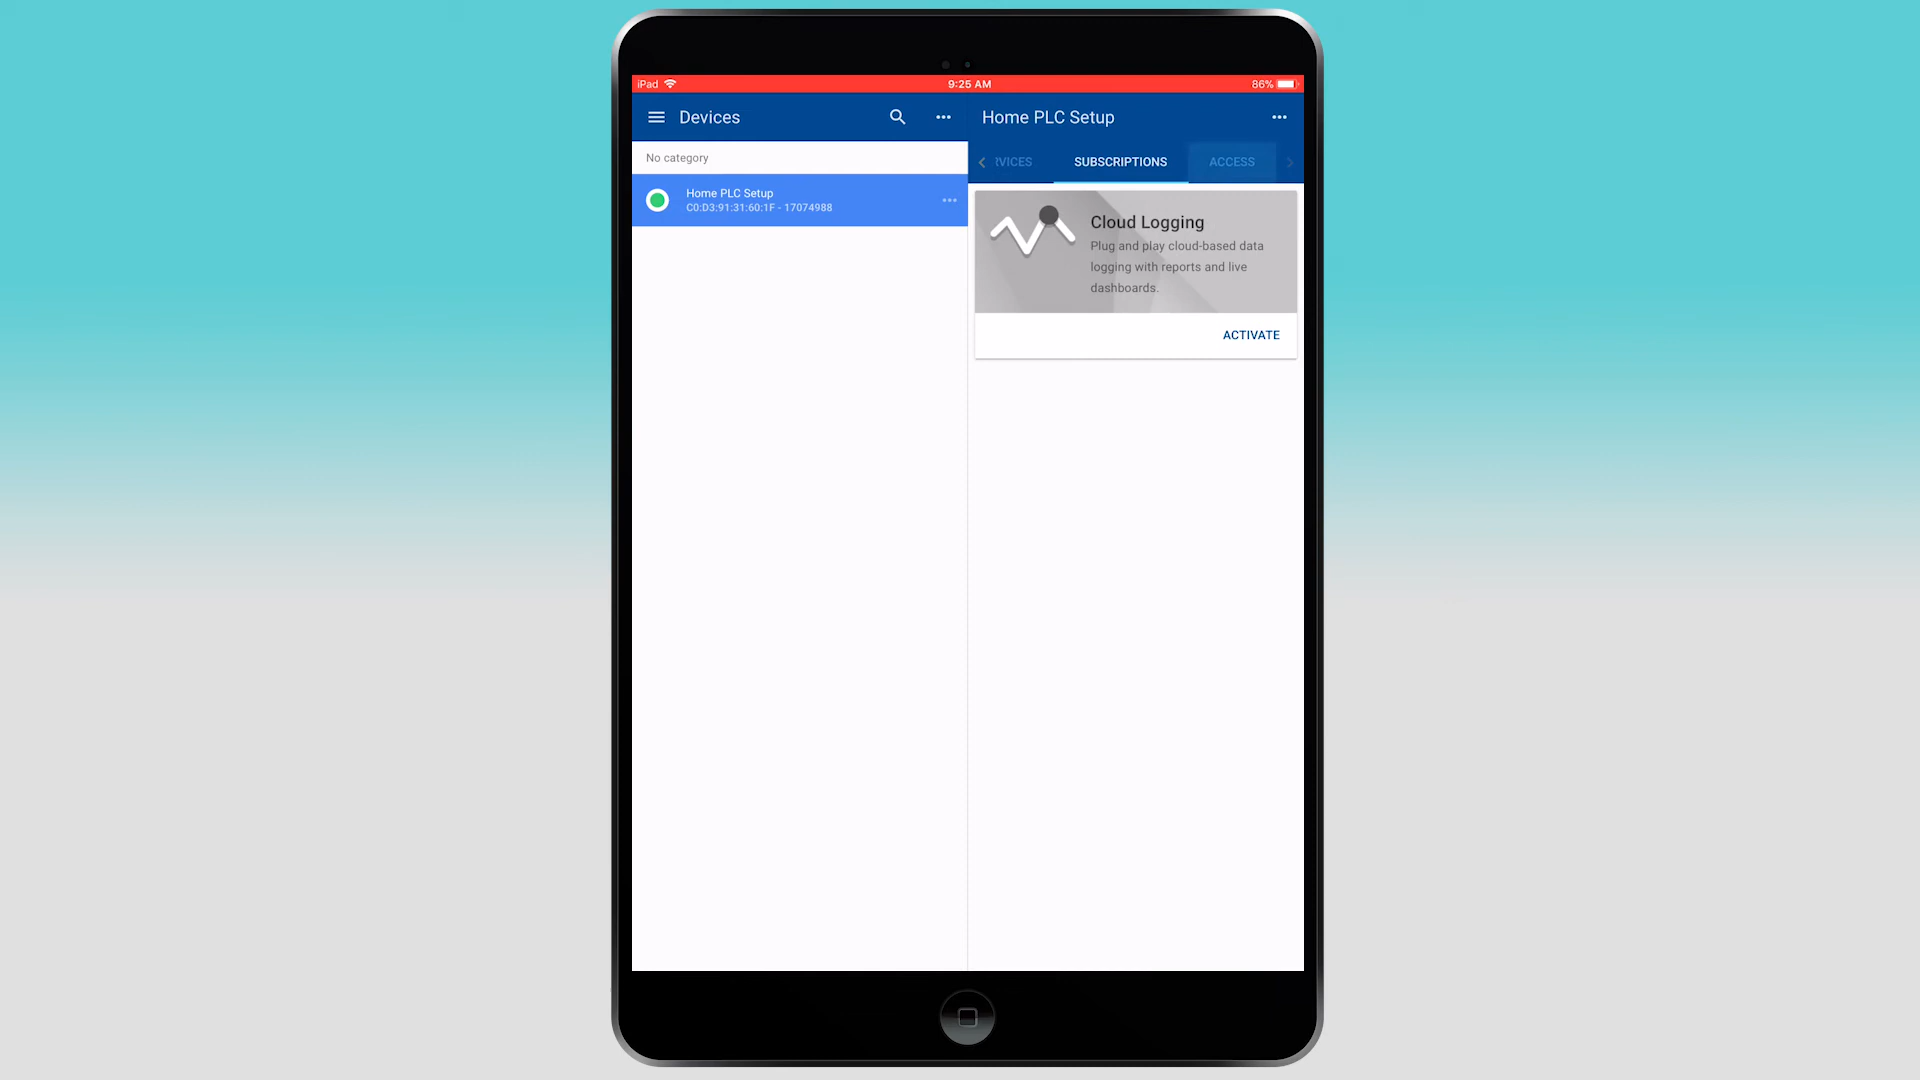 iPad
9:25 AM
86%
Devices
No category
Home PLC Setup
C0:D3:91:31:60:1F - 17074988
Home PLC Setup
SUBSCRIPTIONS
ACCESS
Cloud Logging
Plug and play cloud-based data
logging with reports and live
dashboards.
ACTIVATE